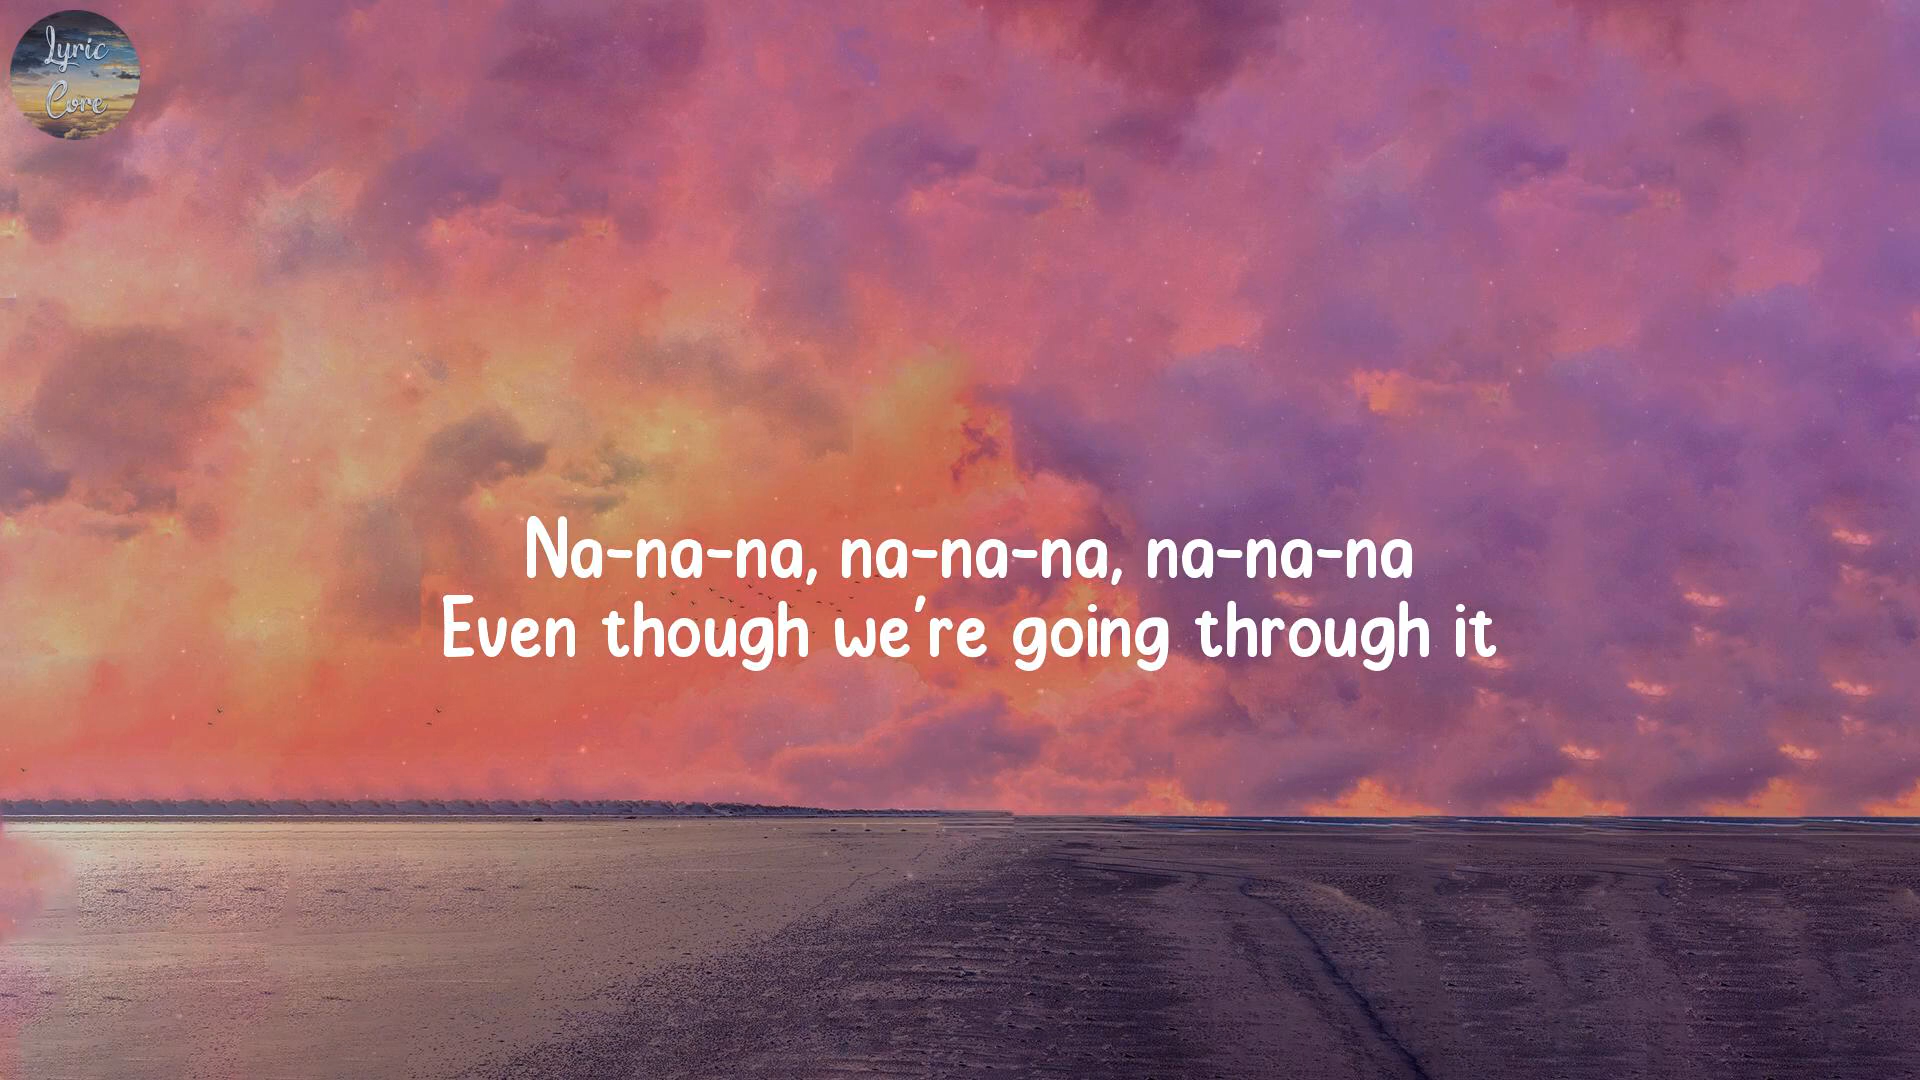 Lyric
Core
Na-na-na, na-na-na, na-na-na
Even though we're going through it